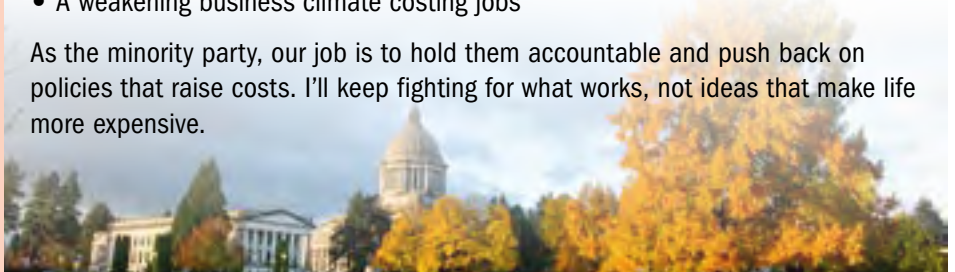 • A weakening business climate costing jobs
As the minority party, our job is to hold them accountable and push back on
policies that raise costs. I’ll keep fighting for what works, not ideas that make life
more expensive.